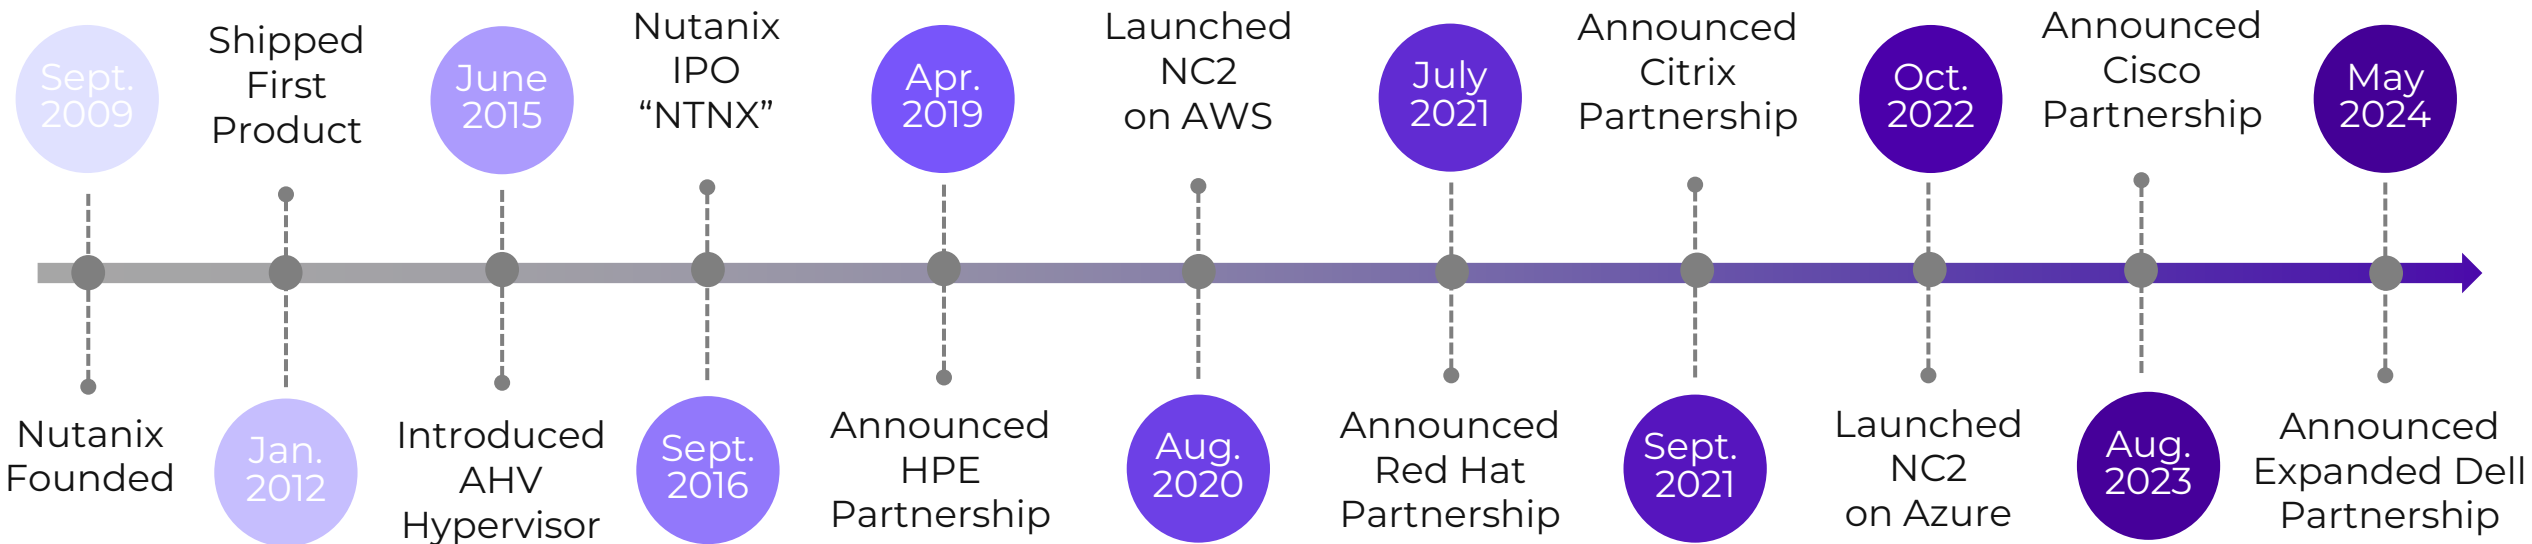 Sept.
2009
Nutanix
Founded
Shipped
First
Product
Jan.
2012
June
2015
Introduced
AHV
Hypervisor
Nutanix
IPO
“NTNX”
Sept.
2016
Apr.
2019
Announced
HPE
Partnership
Launched
NC2
on AWS
Aug.
2020
July
2021
Announced
Red Hat
Partnership
Announced
Citrix
Partnership
Sept.
2021
Oct.
2022
Launched
NC2
on Azure
Announced
Cisco
Partnership
Aug.
2023
May
2024
Announced
Expanded Dell
Partnership